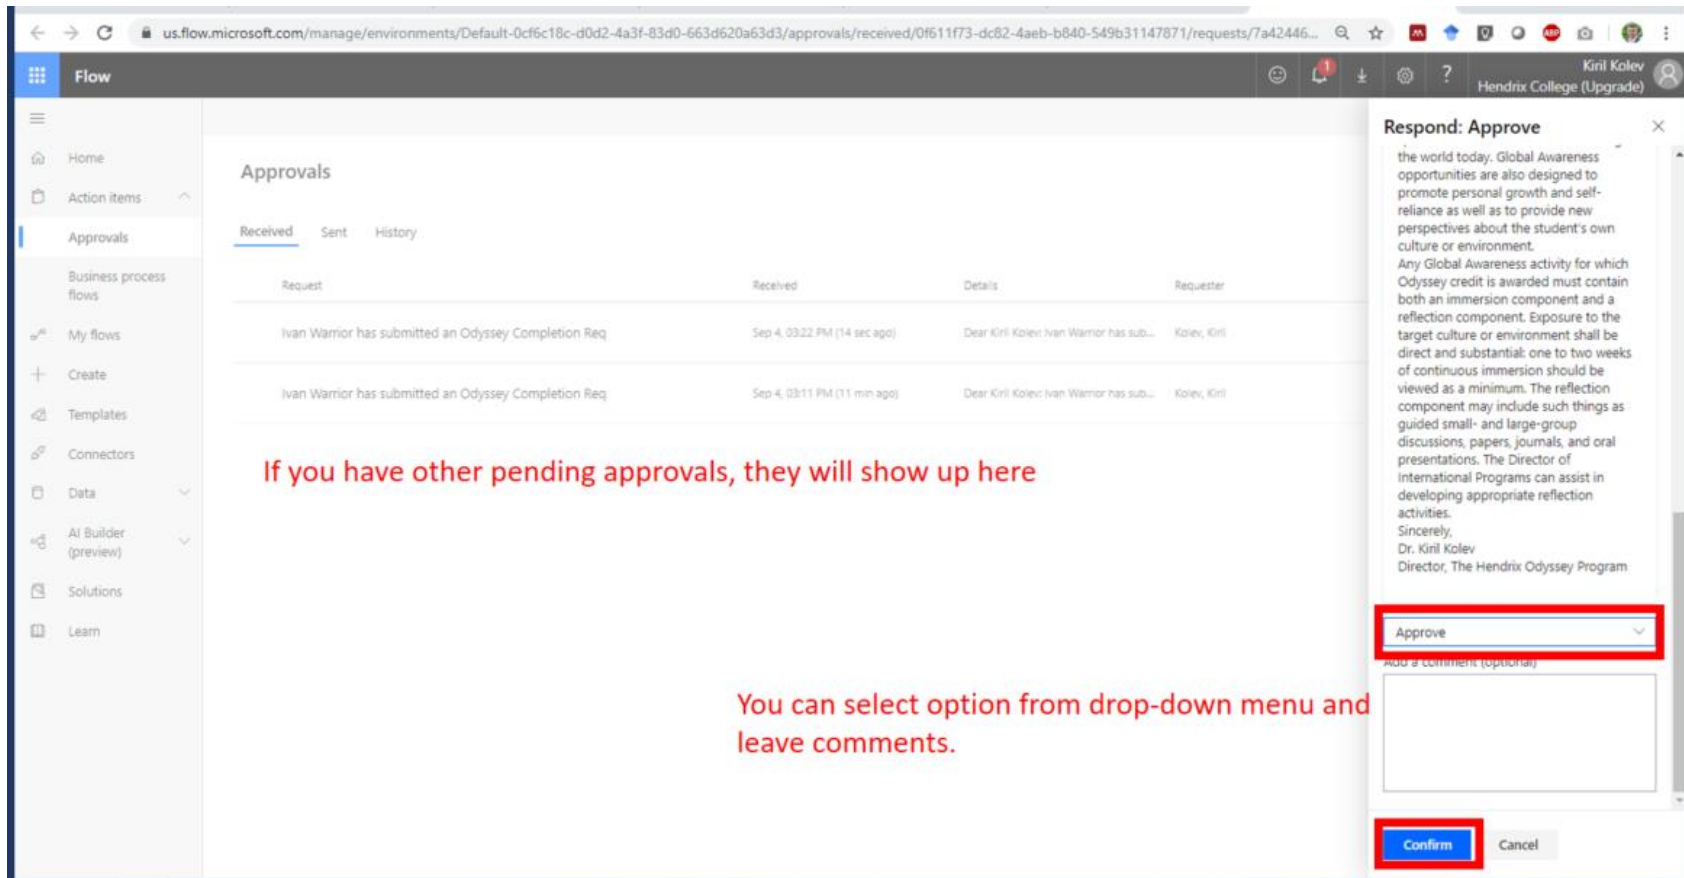 us.flow.microsoft.com/manage/environments/Default-0cf6c18c-d0d2-4a3f-83d0-663d620a63d3/approvals/received/0f611f73-dc82-4aeb-b840-549b31147871/requests/7a42446...
Flow
1
?
Kiril Kolev
Hendrix College (Upgrade)
Home
Action items
Approvals
Business process
flows
My flows
Create
Templates
Connectors
Data
AI Builder
(preview)
Solutions
Learn
Approvals
Received Sent History
Request Received Details Requester
Ivan Warrior has submitted an Odyssey Completion Req Sep 4, 03:22 PM (14 sec ago) Dear Kiril Kolev: Ivan Warrior has sub... Kolev, Kiril
Ivan Warrior has submitted an Odyssey Completion Req Sep 4, 03:11 PM (11 min ago) Dear Kiril Kolev: Ivan Warrior has sub... Kolev, Kiril
If you have other pending approvals, they will show up here
You can select option from drop-down menu and
leave comments.
Respond: Approve
the world today. Global Awareness
opportunities are also designed to
promote personal growth and self-
reliance as well as to provide new
perspectives about the student's own
culture or environment.
Any Global Awareness activity for which
Odyssey credit is awarded must contain
both an immersion component and a
reflection component. Exposure to the
target culture or environment shall be
direct and substantial: one to two weeks
of continuous immersion should be
viewed as a minimum. The reflection
component may include such things as
guided small- and large-group
discussions, papers, journals, and oral
presentations. The Director of
International Programs can assist in
developing appropriate reflection
activities.
Sincerely,
Dr. Kiril Kolev
Director, The Hendrix Odyssey Program
Approve
Add a comment (optional)
Confirm Cancel